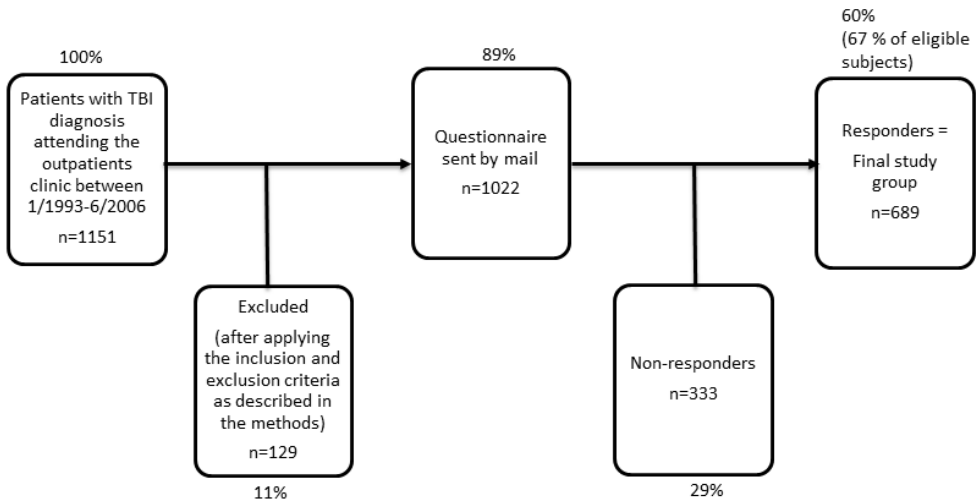 100%
Patients with TBI
diagnosis
attending the
outpatients
clinic between
1/1993-6/2006
n=1151
Excluded
(after applying
the inclusion and
exclusion criteria
as described in
the methods)
n=129
11%
89%
Questionnaire
sent by mail
n=1022
Non-responders
n=333
29%
60%
(67 % of eligible
subjects)
Responders =
Final study
group
n=689